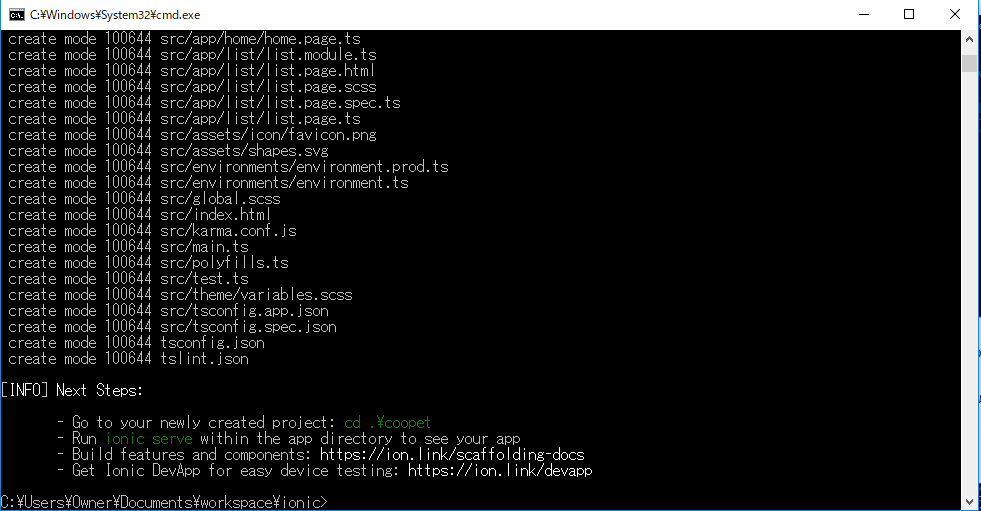 C:¥Windows¥System32¥cmd.exe
create mode 100644 src/app/home/home.page.ts
create mode 100644 src/app/list/list.module.ts
create mode 100644 src/app/list/list.page.html
create mode 100644 src/app/list/list.page.scss
create mode 100644 src/app/list/list.page.spec.ts
create mode 100644 src/app/list/list.page.ts
create mode 100644 src/assets/icon/favicon.png
create mode 100644 src/assets/shapes.svg
create mode 100644 src/environments/environment.prod.ts
create mode 100644 src/environments/environment.ts
create mode 100644 src/global.scss
create mode 100644 src/index.html
create mode 100644 src/karma.conf.js
create mode 100644 src/main.ts
create mode 100644 src/polyfills.ts
create mode 100644 src/test.ts
create mode 100644 src/theme/variables.scss
create mode 100644 src/tsconfig.app.json
create mode 100644 src/tsconfig.spec.json
create mode 100644 tsconfig.json
create mode 100644 tslint.json
[INFO] Next Steps:
- Go to your newly created project: cd .¥coopet
- Run ionic serve within the app directory to see your app
- Build features and components: https://ion.link/scaffolding-docs
- Get Ionic DevApp for easy device testing: https://ion.link/devapp
C:¥Users¥Owner¥Documents¥workspace¥ionic>